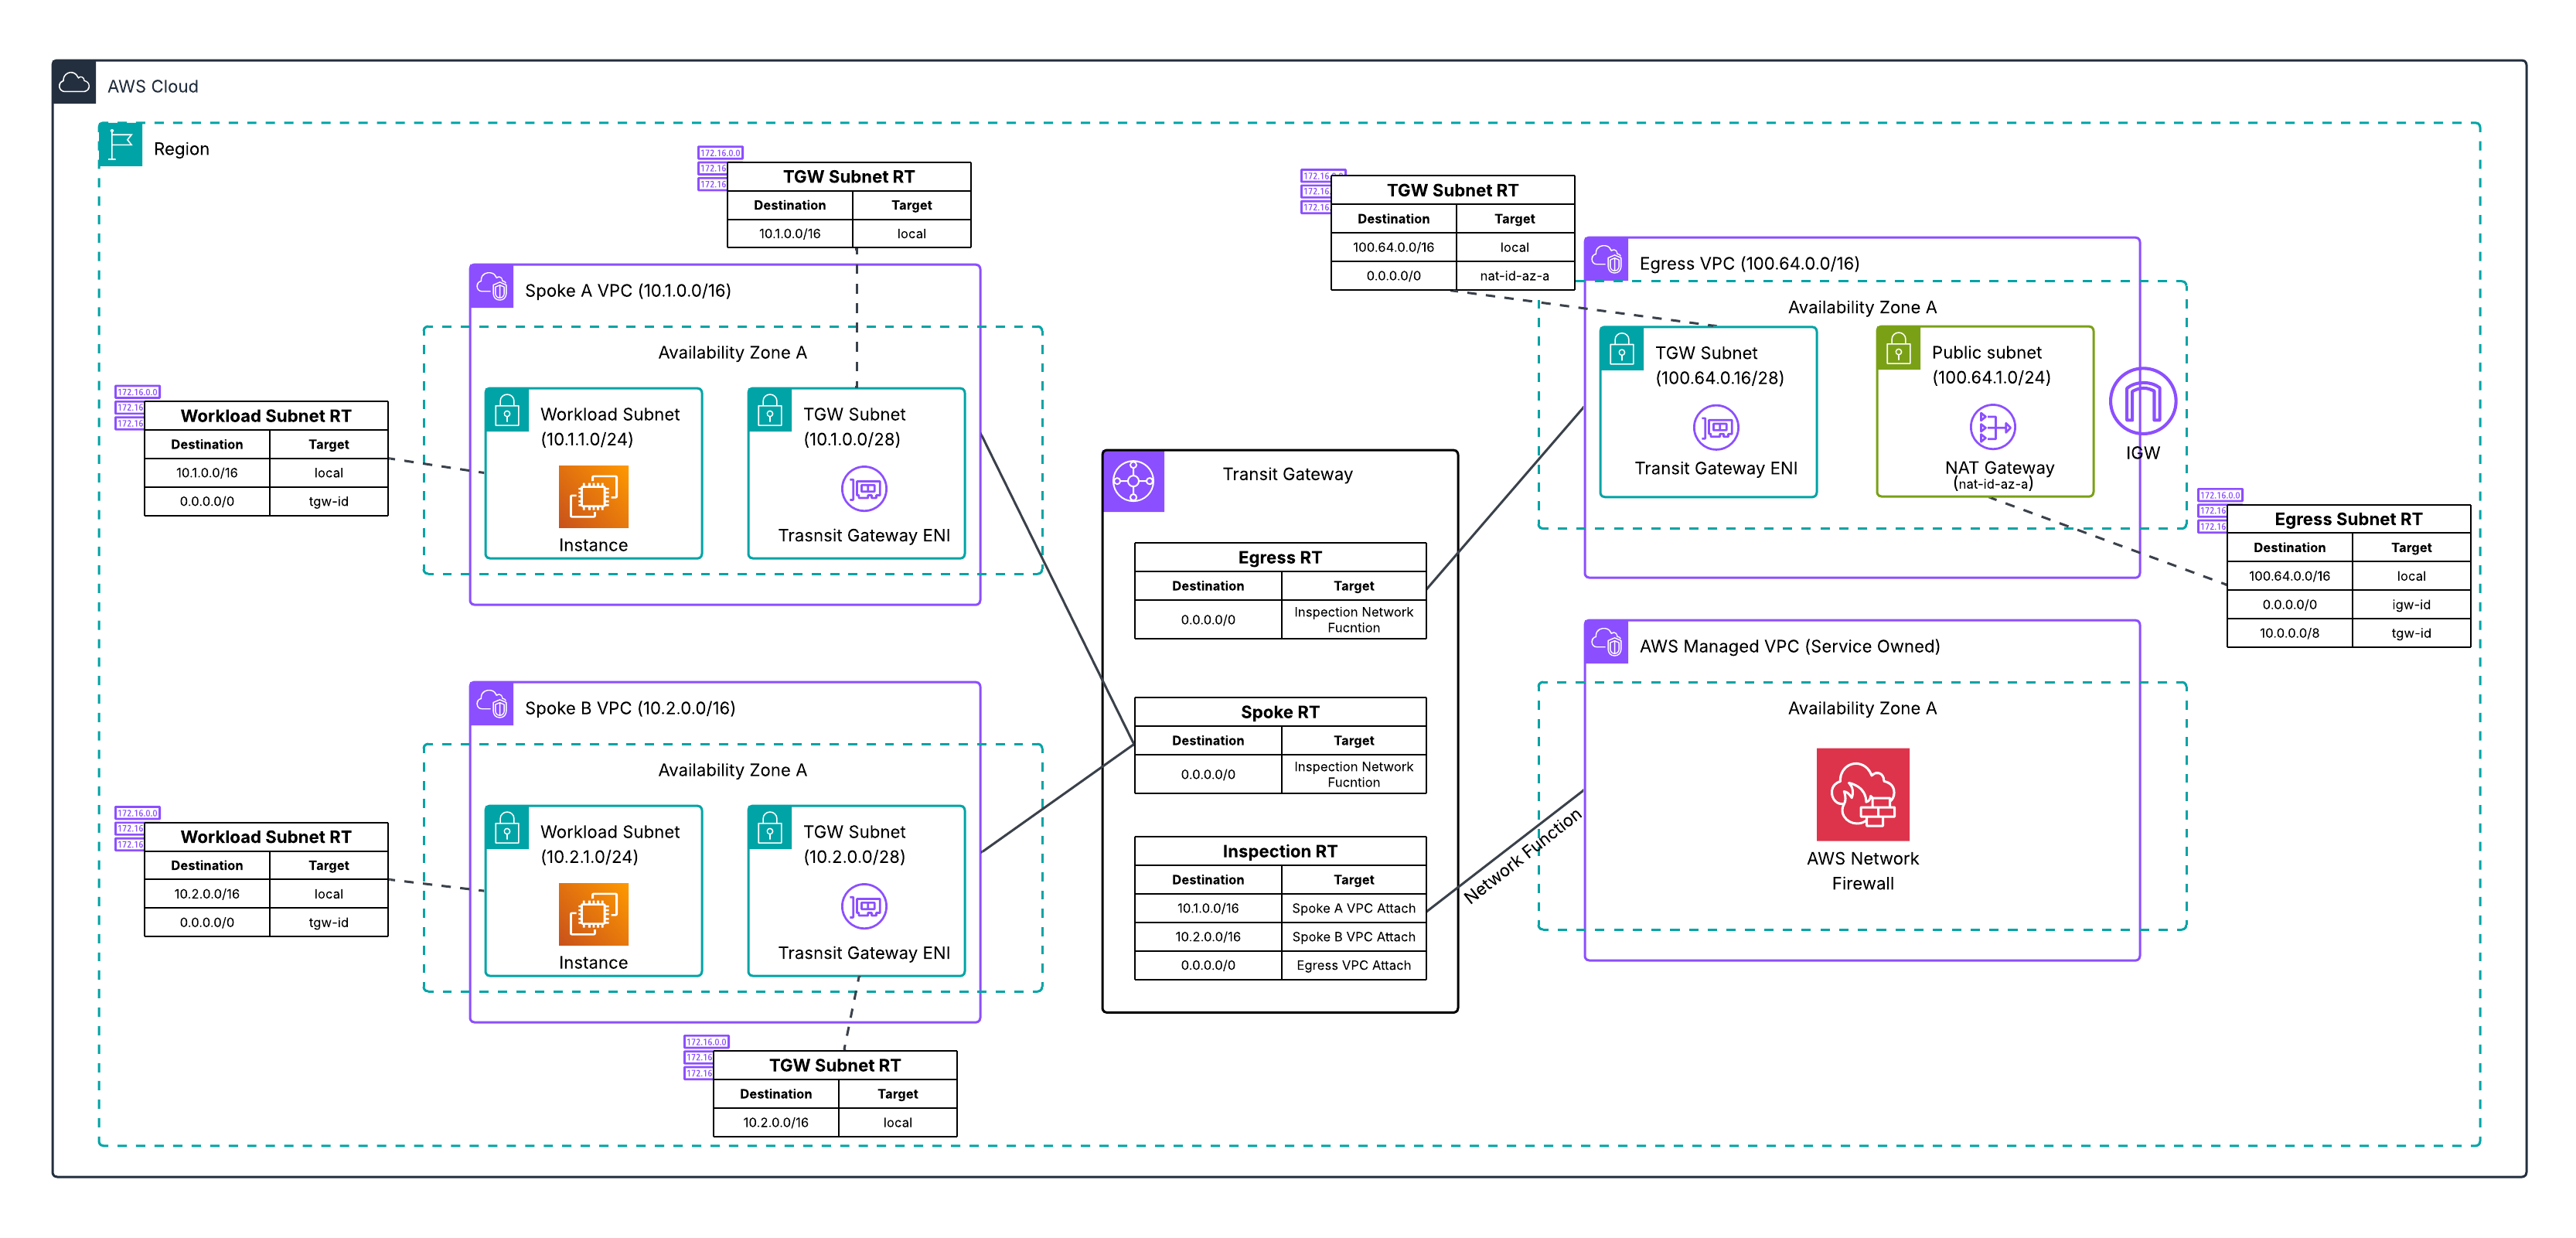 AWS Cloud
Region
172.16.0.0
172.16
172.16
TGW Subnet RT
Destination Target
10.1.0.0/16 local
172.16.0.0
172.16
172.16
TGW Subnet RT
Destination Target
100.64.0.0/16 local
0.0.0.0/0 nat-id-az-a
Spoke A VPC (10.1.0.0/16)
Availability Zone A
Workload Subnet
(10.1.1.0/24)
Instance
TGW Subnet
(10.1.0.0/28)
Trasnsit Gateway ENI
172.16.0.0
172.16
172.16
Workload Subnet RT
Destination Target
10.1.0.0/16 local
0.0.0.0/0 tgw-id
Egress VPC (100.64.0.0/16)
Availability Zone A
TGW Subnet
(100.64.0.16/28)
Transit Gateway ENI
Public subnet
(100.64.1.0/24)
NAT Gateway
(nat-id-az-a)
IGW
172.16.0.0
172.16
172.16
Egress Subnet RT
Destination Target
100.64.0.0/16 local
0.0.0.0/0 igw-id
10.0.0.0/8 tgw-id
Transit Gateway
Egress RT
Destination Target
0.0.0.0/0 Inspection Network
Fucntion
Spoke RT
Destination Target
0.0.0.0/0 Inspection Network
Fucntion
Inspection RT
Destination Target
10.1.0.0/16 Spoke A VPC Attach
10.2.0.0/16 Spoke B VPC Attach
0.0.0.0/0 Egress VPC Attach
Network Function
AWS Managed VPC (Service Owned)
Availability Zone A
AWS Network
Firewall
Spoke B VPC (10.2.0.0/16)
Availability Zone A
Workload Subnet
(10.2.1.0/24)
Instance
TGW Subnet
(10.2.0.0/28)
Trasnsit Gateway ENI
172.16.0.0
172.16
172.16
Workload Subnet RT
Destination Target
10.2.0.0/16 local
0.0.0.0/0 tgw-id
172.16.0.0
172.16
172.16
TGW Subnet RT
Destination Target
10.2.0.0/16 local